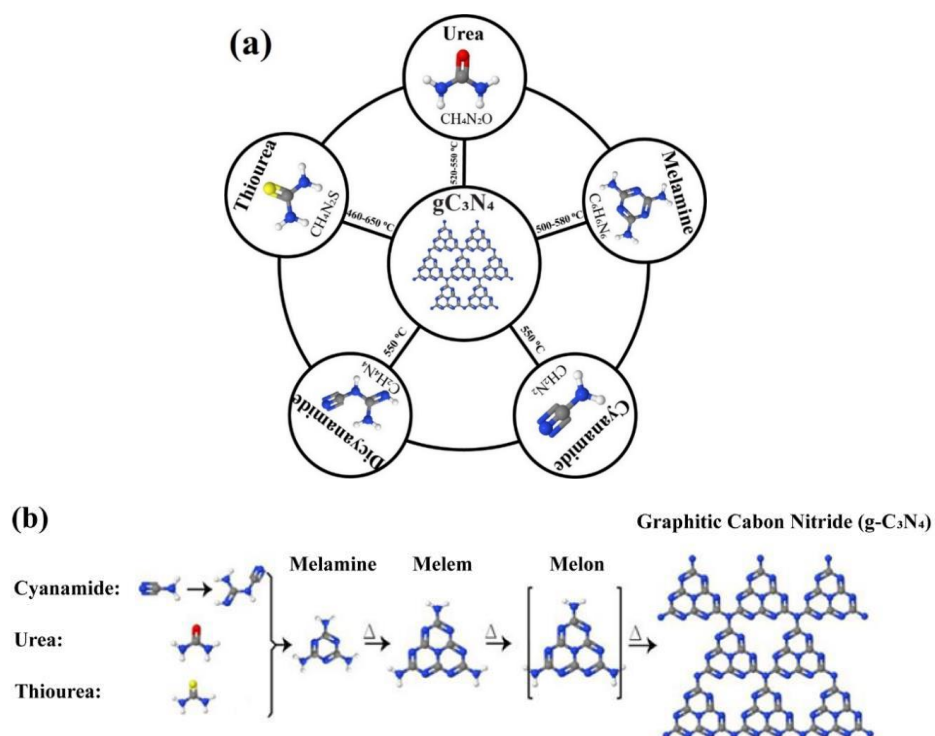 (a)
Urea
CH₄N₂O
520-550 °C
Thiourea
CH₄N₂S
460-650 °C
gC₃N₄
Melamine
C₆H₆N₆
500-580 °C
550 °C
C₂H₄N₄
Dicyanamide
550 °C
CH₂N₂
Cyanamide
(b)
Graphitic Cabon Nitride (g-C₃N₄)
Melamine
Melem
Melon
Cyanamide:
Urea:
Thiourea:
Δ
Δ
Δ